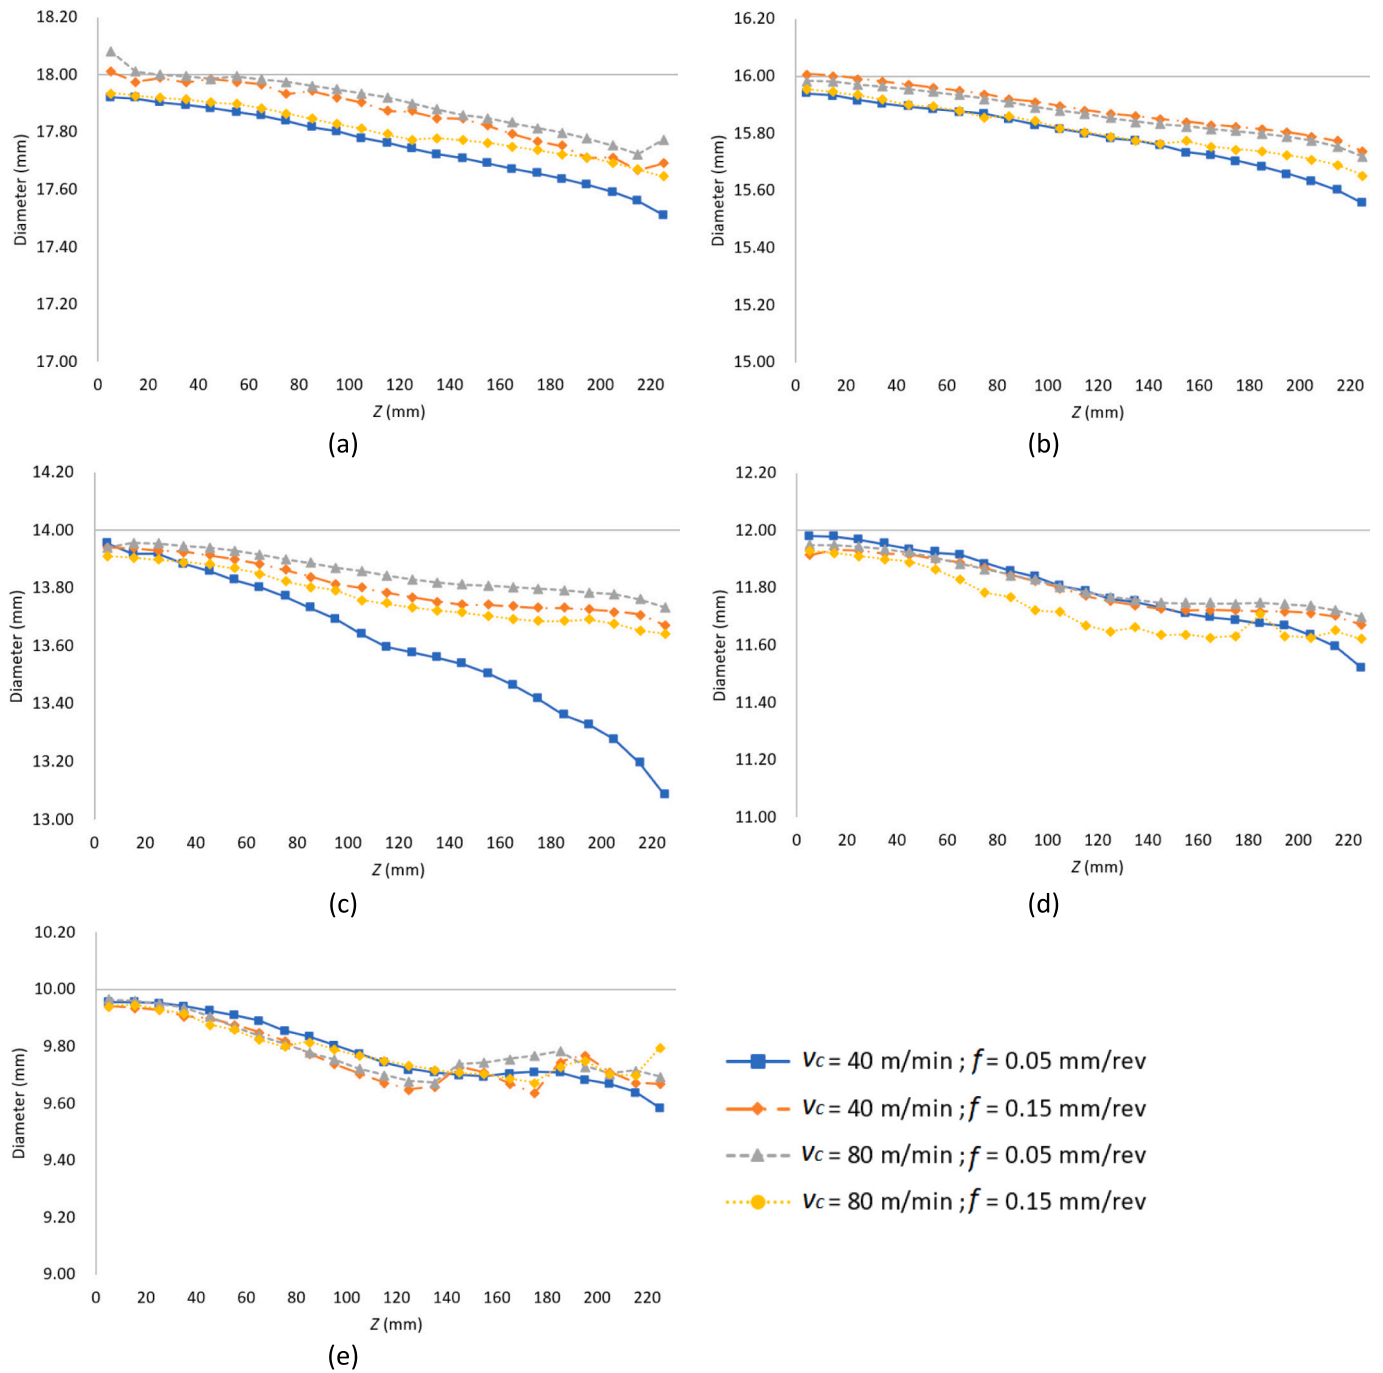 18.20
18.00
17.80
17.60
17.40
17.20
17.00
Diameter (mm)
0 20 40 60 80 100 120 140 160 180 200 220
Z (mm)
(a)
16.20
16.00
15.80
15.60
15.40
15.20
15.00
Diameter (mm)
0 20 40 60 80 100 120 140 160 180 200 220
Z (mm)
(b)
14.20
14.00
13.80
13.60
13.40
13.20
13.00
Diameter (mm)
0 20 40 60 80 100 120 140 160 180 200 220
Z (mm)
(c)
12.20
12.00
11.80
11.60
11.40
11.20
11.00
Diameter (mm)
0 20 40 60 80 100 120 140 160 180 200 220
Z (mm)
(d)
10.20
10.00
9.80
9.60
9.40
9.20
9.00
Diameter (mm)
0 20 40 60 80 100 120 140 160 180 200 220
Z (mm)
(e)
vc = 40 m/min ; f = 0.05 mm/rev
vc = 40 m/min ; f = 0.15 mm/rev
vc = 80 m/min ; f = 0.05 mm/rev
vc = 80 m/min ; f = 0.15 mm/rev